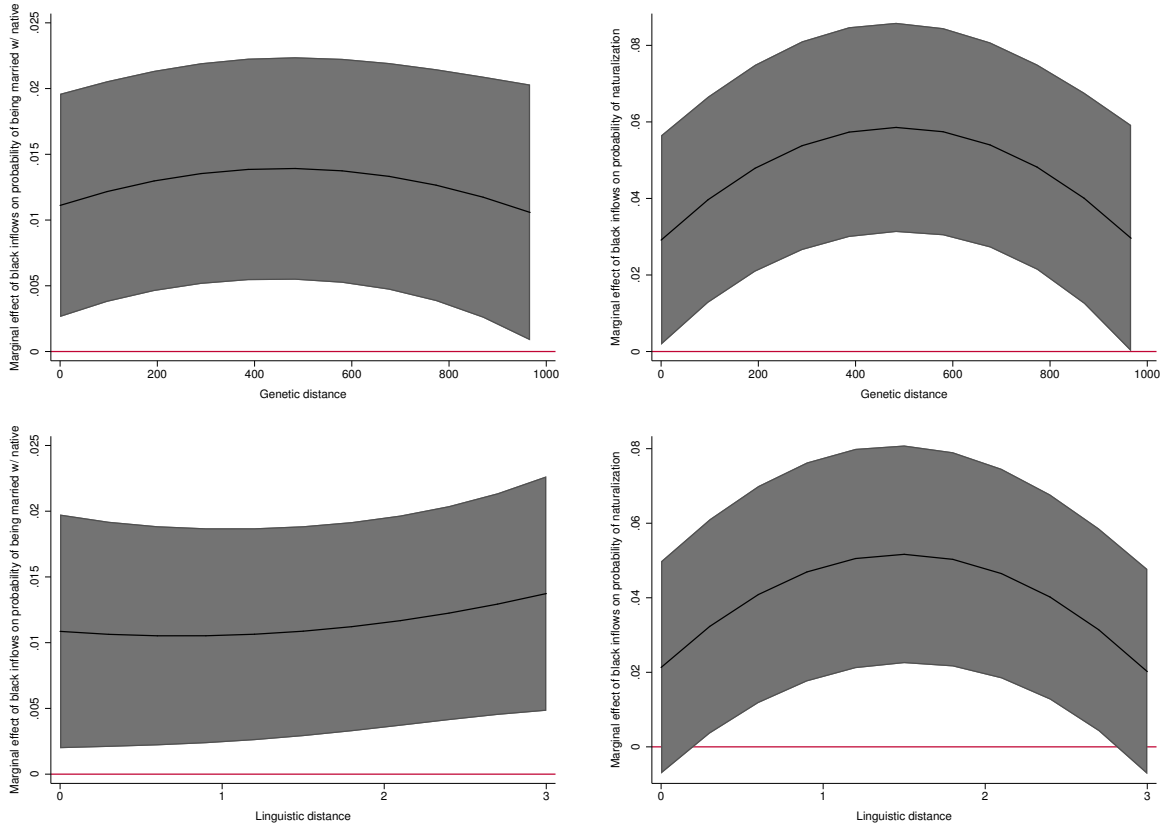 Marginal effect of black inflows on probability of being married w/ native
0 .005 .01 .015 .02 .025
0 200 400 600 800 1000
Genetic distance
Marginal effect of black inflows on probability of naturalization
0 .02 .04 .06 .08
0 200 400 600 800 1000
Genetic distance
Marginal effect of black inflows on probability of being married w/ native
0 .005 .01 .015 .02 .025
0 1 2 3
Linguistic distance
Marginal effect of black inflows on probability of naturalization
0 .02 .04 .06 .08
0 1 2 3
Linguistic distance